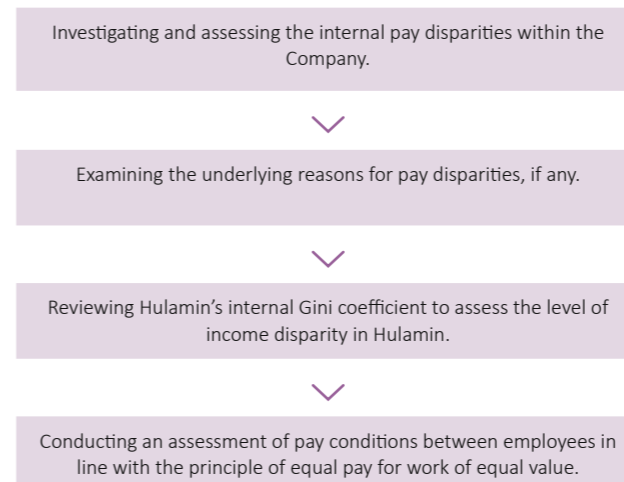 Investigating and assessing the internal pay disparities within the
Company.
Examining the underlying reasons for pay disparities, if any.
Reviewing Hulamin’s internal Gini coefficient to assess the level of
income disparity in Hulamin.
Conducting an assessment of pay conditions between employees in
line with the principle of equal pay for work of equal value.